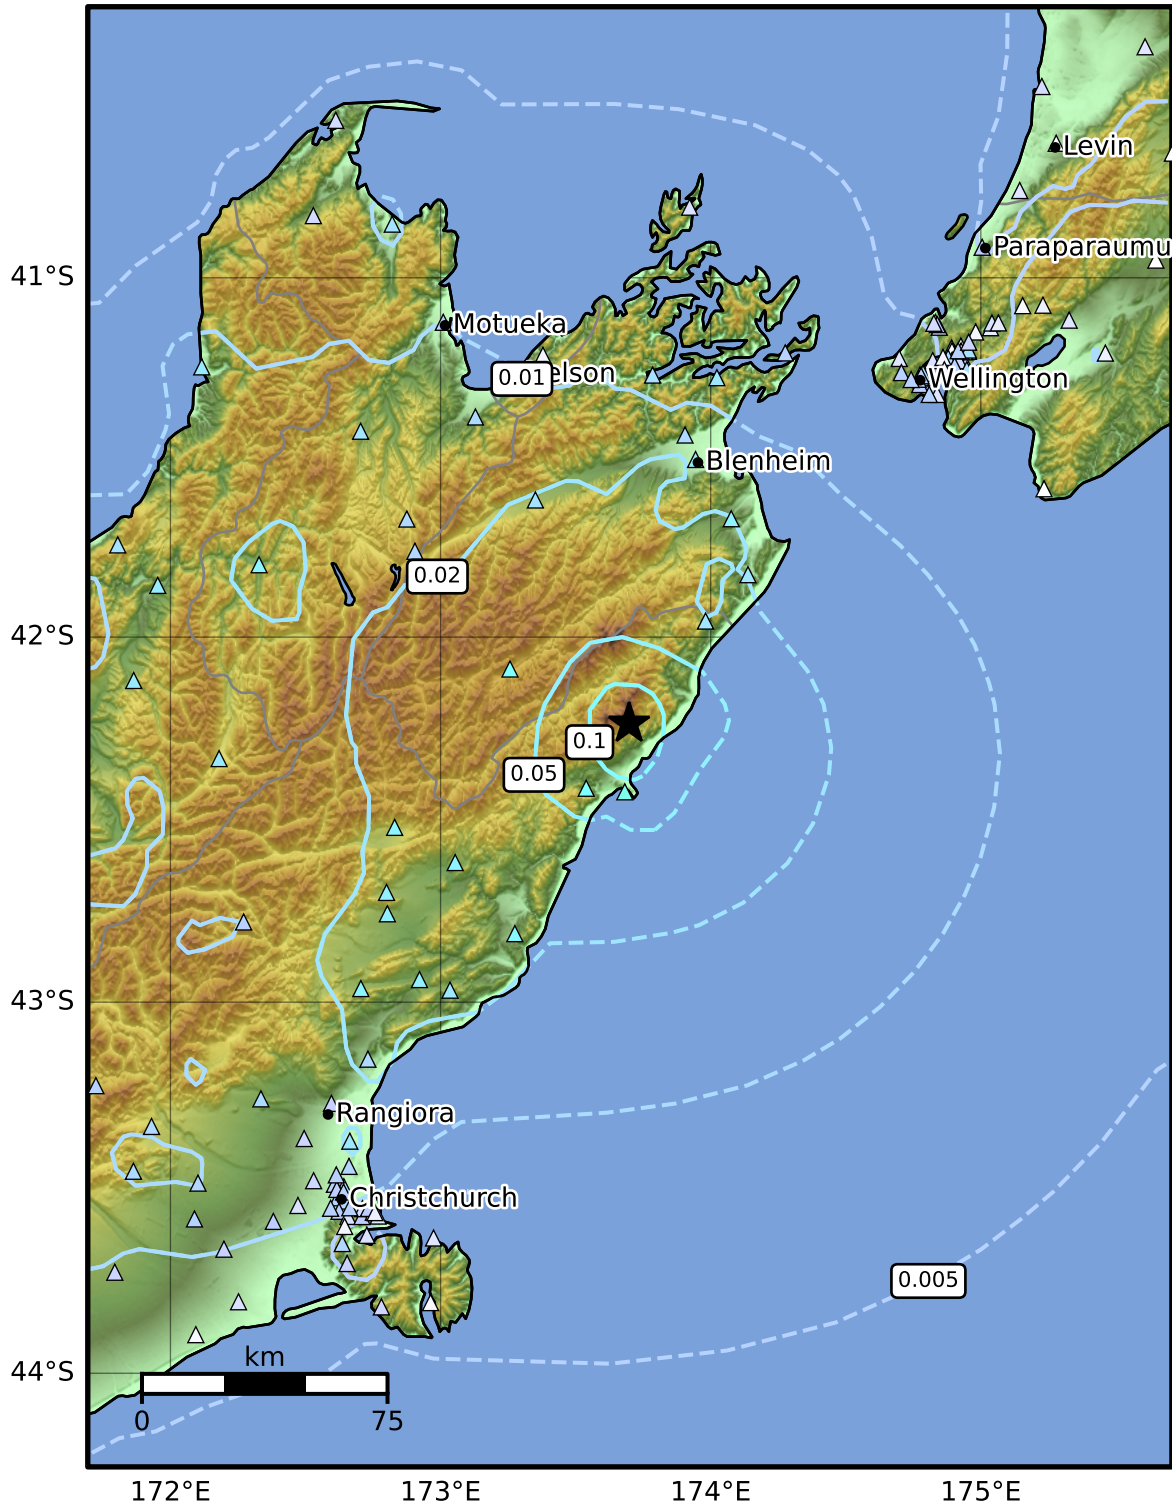 Levin
Paraparaumu
41°S
Motueka
elson
0.01
Wellington
Blenheim
0.02
42°S
0.1
0.05
43°S
Rangiora
Christchurch
0.005
km
44°S
0
75
172°E
173°E
174°E
175°E